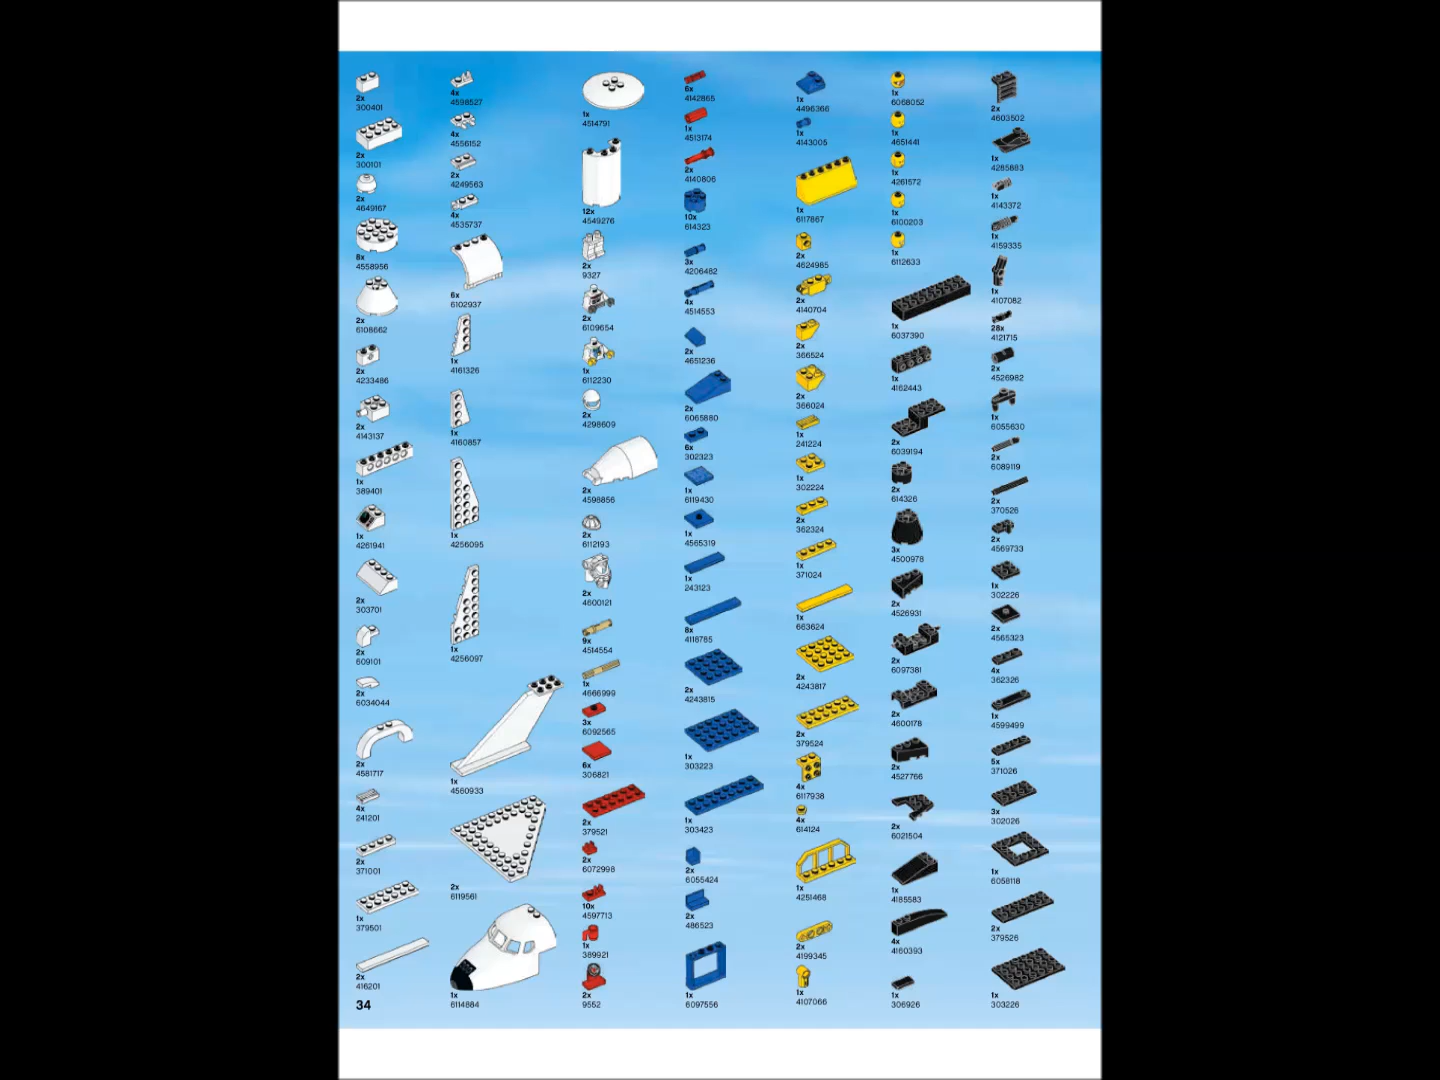 2x
300401
2x
300101
2x
4649167
8x
4558956
2x
6108662
2x
4233486
2x
4143137
1x
389401
1x
4261941
2x
303701
2x
609101
2x
6034044
2x
4581717
4x
241201
2x
371001
1x
379501
2x
416201
34
4x
4598527
4x
4556152
2x
4249563
4x
4535737
6x
6102937
1x
4161326
1x
4160857
1x
4256095
1x
4256097
1x
4560933
2x
6119561
1x
6114884
1x
4514791
12x
4549276
2x
9327
2x
6109654
1x
6112230
2x
4298609
2x
4598856
2x
6112193
2x
4600121
9x
4514554
1x
4666999
3x
6092565
6x
306821
2x
379521
2x
6072998
10x
4597713
1x
389921
2x
9552
6x
4142865
1x
4513174
2x
4140806
10x
614323
3x
4206482
4x
4514553
2x
4651236
2x
6065880
6x
302323
1x
6119430
1x
4565319
1x
243123
8x
4118785
2x
4243815
1x
303223
1x
303423
2x
6055424
2x
486523
1x
6097556
1x
4496366
1x
4143005
1x
6117867
2x
4624985
2x
4140704
2x
366524
2x
366024
1x
241224
1x
302224
2x
362324
1x
371024
1x
663624
2x
4243817
2x
379524
4x
6117938
4x
614124
1x
4251468
2x
4199345
1x
4107066
1x
6068052
1x
4651441
1x
4261572
1x
6100203
1x
6112633
1x
6037390
1x
4162443
2x
6039194
2x
614326
3x
4500978
2x
4526931
2x
6097381
2x
4600178
2x
4527766
2x
6021504
1x
4185583
4x
4160393
1x
306926
2x
4603502
1x
4285883
1x
4143372
1x
4159335
1x
4107082
28x
4121715
2x
4526982
1x
6055630
2x
6089119
2x
370526
2x
4569733
1x
302226
2x
4565323
4x
362326
1x
4599499
5x
371026
3x
302026
1x
6058118
2x
379526
1x
303226